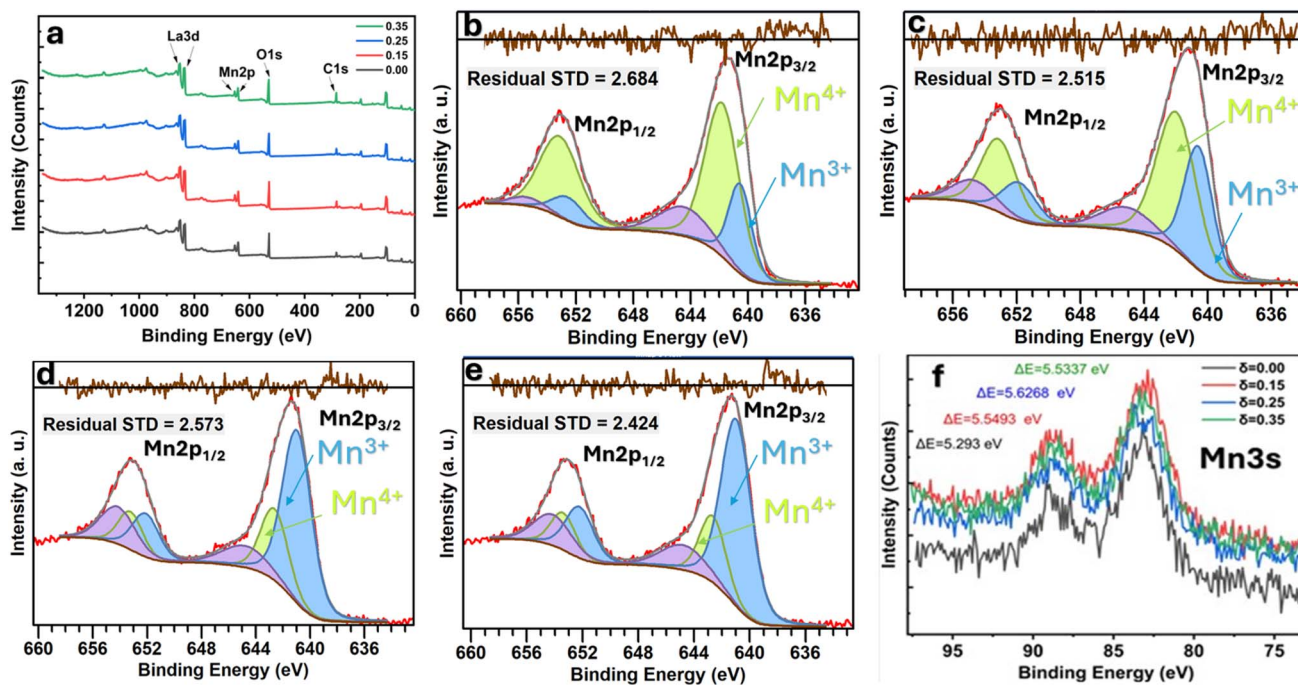 a
0.35
0.25
0.15
0.00
La3d
Mn2p
O1s
C1s
Intensity (Counts)
1200 1000 800 600 400 200 0
Binding Energy (eV)
b
Residual STD = 2.684
Mn2p3/2
Mn4+
Mn2p1/2
Mn3+
Intensity (a. u.)
660 656 652 648 644 640 636
Binding Energy (eV)
c
Residual STD = 2.515
Mn2p3/2
Mn4+
Mn2p1/2
Mn3+
Intensity (a. u.)
656 652 648 644 640 636
Binding Energy (eV)
d
Residual STD = 2.573
Mn2p3/2
Mn2p1/2
Mn3+
Mn4+
Intensity (a. u.)
660 656 652 648 644 640 636
Binding Energy (eV)
e
Residual STD = 2.424
Mn2p3/2
Mn2p1/2
Mn3+
Mn4+
Intensity (a. u.)
660 656 652 648 644 640 636
Binding Energy (eV)
f
ΔE=5.5337 eV
ΔE=5.6268 eV
ΔE=5.5493 eV
ΔE=5.293 eV
δ=0.00
δ=0.15
δ=0.25
δ=0.35
Mn3s
Intensity (Counts)
95 90 85 80 75
Binding Energy (eV)